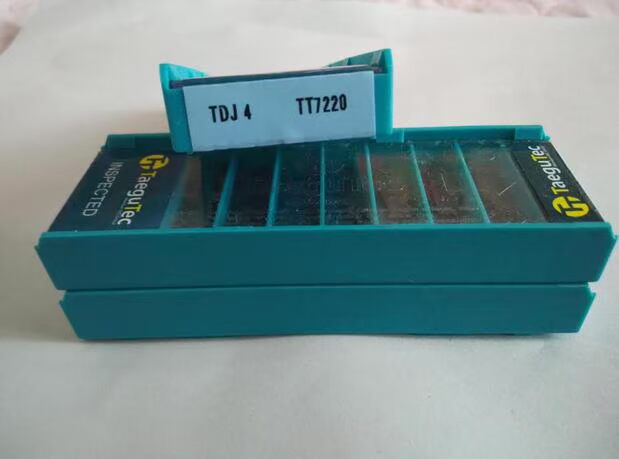 TDJ 4 TT7220
TaeguTec
INSPECTED
TaeguTec